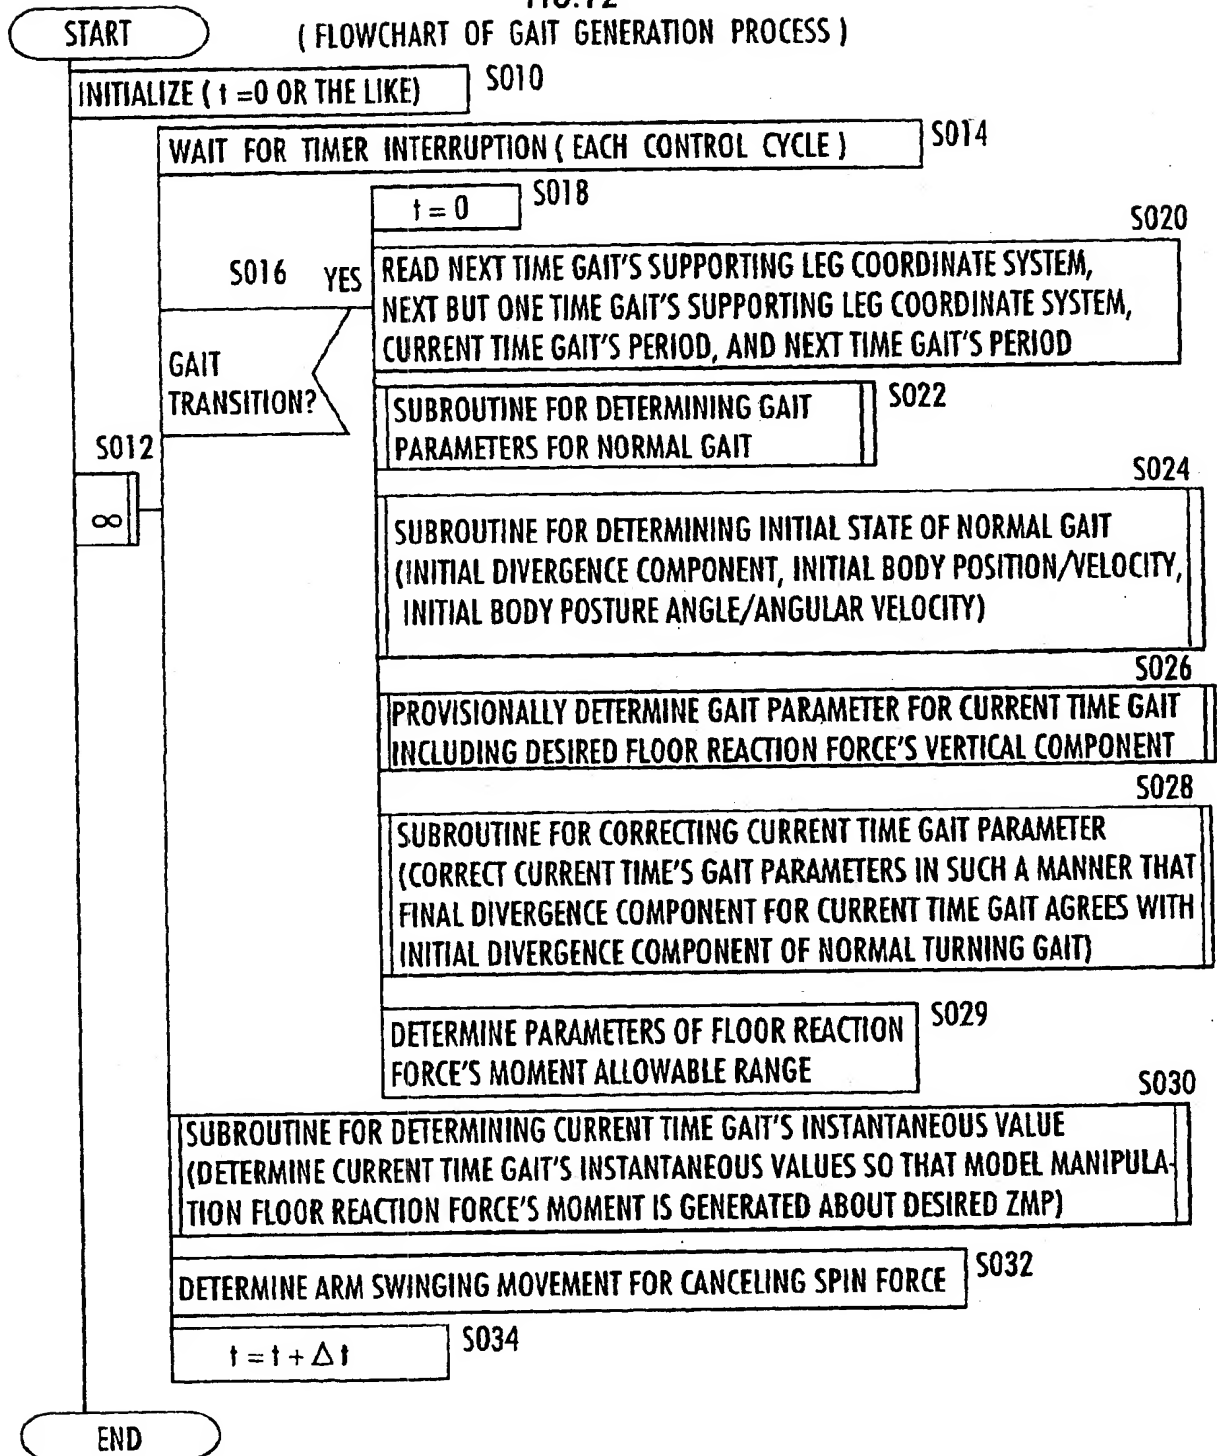 FIG.12
START
( FLOWCHART OF GAIT GENERATION PROCESS )
INITIALIZE ( t =0 OR THE LIKE)
S010
WAIT FOR TIMER INTERRUPTION ( EACH CONTROL CYCLE )
S014
t = 0
S018
S020
S016 YES
READ NEXT TIME GAIT'S SUPPORTING LEG COORDINATE SYSTEM,
NEXT BUT ONE TIME GAIT'S SUPPORTING LEG COORDINATE SYSTEM,
CURRENT TIME GAIT'S PERIOD, AND NEXT TIME GAIT'S PERIOD
GAIT
TRANSITION?
SUBROUTINE FOR DETERMINING GAIT
PARAMETERS FOR NORMAL GAIT
S022
S012
∞
S024
SUBROUTINE FOR DETERMINING INITIAL STATE OF NORMAL GAIT
(INITIAL DIVERGENCE COMPONENT, INITIAL BODY POSITION/VELOCITY,
INITIAL BODY POSTURE ANGLE/ANGULAR VELOCITY)
S026
PROVISIONALLY DETERMINE GAIT PARAMETER FOR CURRENT TIME GAIT
INCLUDING DESIRED FLOOR REACTION FORCE'S VERTICAL COMPONENT
S028
SUBROUTINE FOR CORRECTING CURRENT TIME GAIT PARAMETER
(CORRECT CURRENT TIME'S GAIT PARAMETERS IN SUCH A MANNER THAT
FINAL DIVERGENCE COMPONENT FOR CURRENT TIME GAIT AGREES WITH
INITIAL DIVERGENCE COMPONENT OF NORMAL TURNING GAIT)
DETERMINE PARAMETERS OF FLOOR REACTION
FORCE'S MOMENT ALLOWABLE RANGE
S029
S030
SUBROUTINE FOR DETERMINING CURRENT TIME GAIT'S INSTANTANEOUS VALUE
(DETERMINE CURRENT TIME GAIT'S INSTANTANEOUS VALUES SO THAT MODEL MANIPULA-
TION FLOOR REACTION FORCE'S MOMENT IS GENERATED ABOUT DESIRED ZMP)
DETERMINE ARM SWINGING MOVEMENT FOR CANCELING SPIN FORCE
S032
t = t + Δ t
S034
END